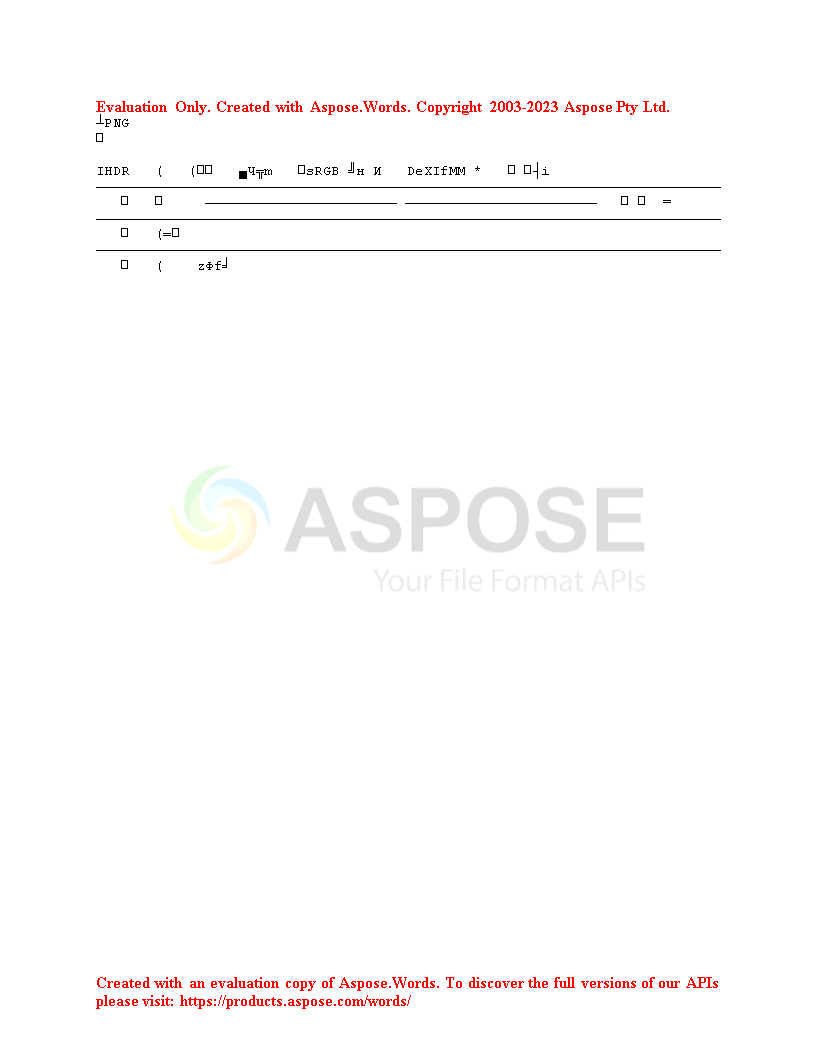 Evaluation Only. Created with Aspose.Words. Copyright 2003-2023 Aspose Pty Ltd.
┴PNG
□
IHDR ( (□□ ▄Ч╦m □sRGB ╝н И DeXIfMM * □ □┤i
□ □ □ □ =
□ (=□
□ ( zФf╛
ASPOSE
Your File Format APIs
Created with an evaluation copy of Aspose.Words. To discover the full versions of our APIs
please visit: https://products.aspose.com/words/